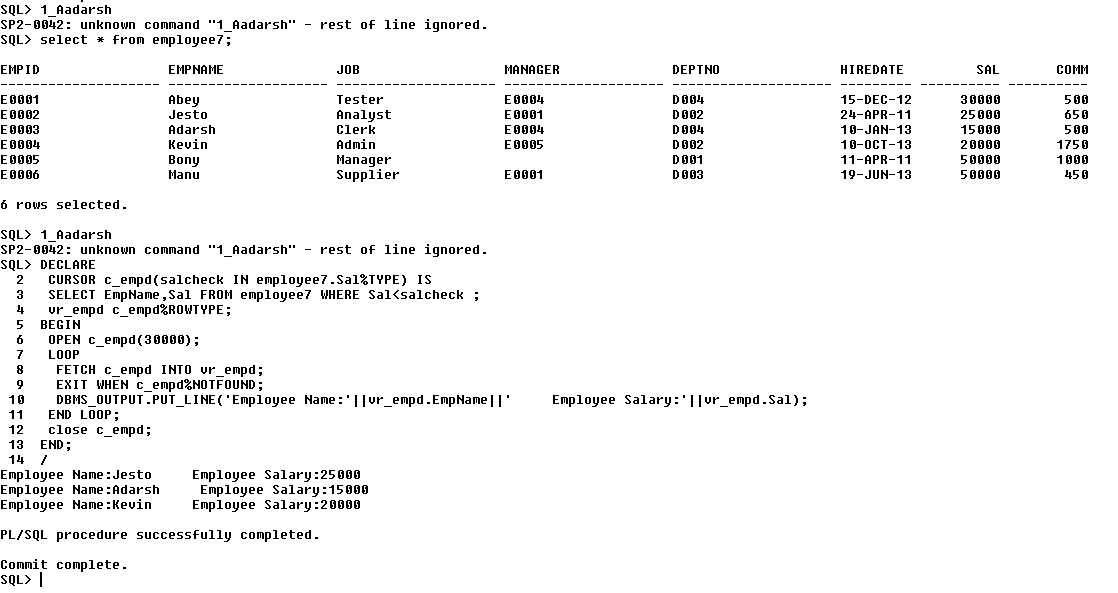 SQL> 1_Aadarsh
SP2-0042: unknown command "1_Aadarsh" - rest of line ignored.
SQL> select * from employee7;
EMPID                EMPNAME              JOB                  MANAGER              DEPTNO               HIREDATE         SAL       COMM
-------------------- -------------------- -------------------- -------------------- -------------------- --------- ---------- ----------
E0001                Abey                 Tester               E0004                D004                 15-DEC-12      30000        500
E0002                Jesto                Analyst              E0001                D002                 24-APR-11      25000        650
E0003                Adarsh               Clerk                E0004                D004                 10-JAN-13      15000        500
E0004                Kevin                Admin                E0005                D002                 10-OCT-13      20000       1750
E0005                Bony                 Manager                                   D001                 11-APR-11      50000       1000
E0006                Manu                 Supplier             E0001                D003                 19-JUN-13      50000        450
6 rows selected.
SQL> 1_Aadarsh
SP2-0042: unknown command "1_Aadarsh" - rest of line ignored.
SQL> DECLARE
  2   CURSOR c_empd(salcheck IN employee7.Sal%TYPE) IS
  3   SELECT EmpName,Sal FROM employee7 WHERE Sal<salcheck ;
  4   vr_empd c_empd%ROWTYPE;
  5  BEGIN
  6   OPEN c_empd(30000);
  7   LOOP
  8    FETCH c_empd INTO vr_empd;
  9    EXIT WHEN c_empd%NOTFOUND;
 10    DBMS_OUTPUT.PUT_LINE('Employee Name:'||vr_empd.EmpName||'     Employee Salary:'||vr_empd.Sal);
 11   END LOOP;
 12   close c_empd;
 13  END;
 14  /
Employee Name:Jesto     Employee Salary:25000
Employee Name:Adarsh     Employee Salary:15000
Employee Name:Kevin     Employee Salary:20000
PL/SQL procedure successfully completed.
Commit complete.
SQL>